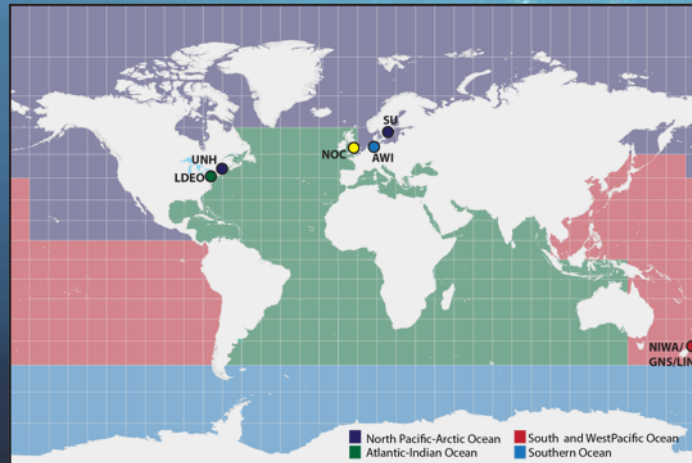 SU
NOC
AWI
UNH
LDEO
NIWA/
GNS/LIN
North Pacific-Arctic Ocean
South and WestPacific Ocean
Atlantic-Indian Ocean
Southern Ocean